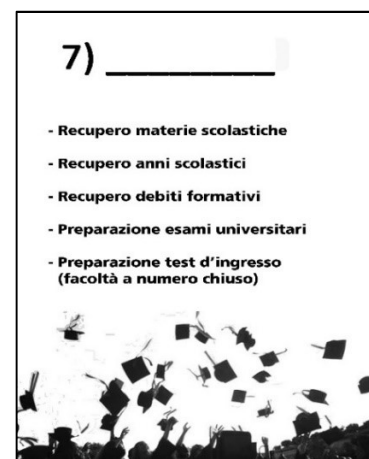 7) _________
- Recupero materie scolastiche
- Recupero anni scolastici
- Recupero debiti formativi
- Preparazione esami universitari
- Preparazione test d'ingresso
(facoltà a numero chiuso)